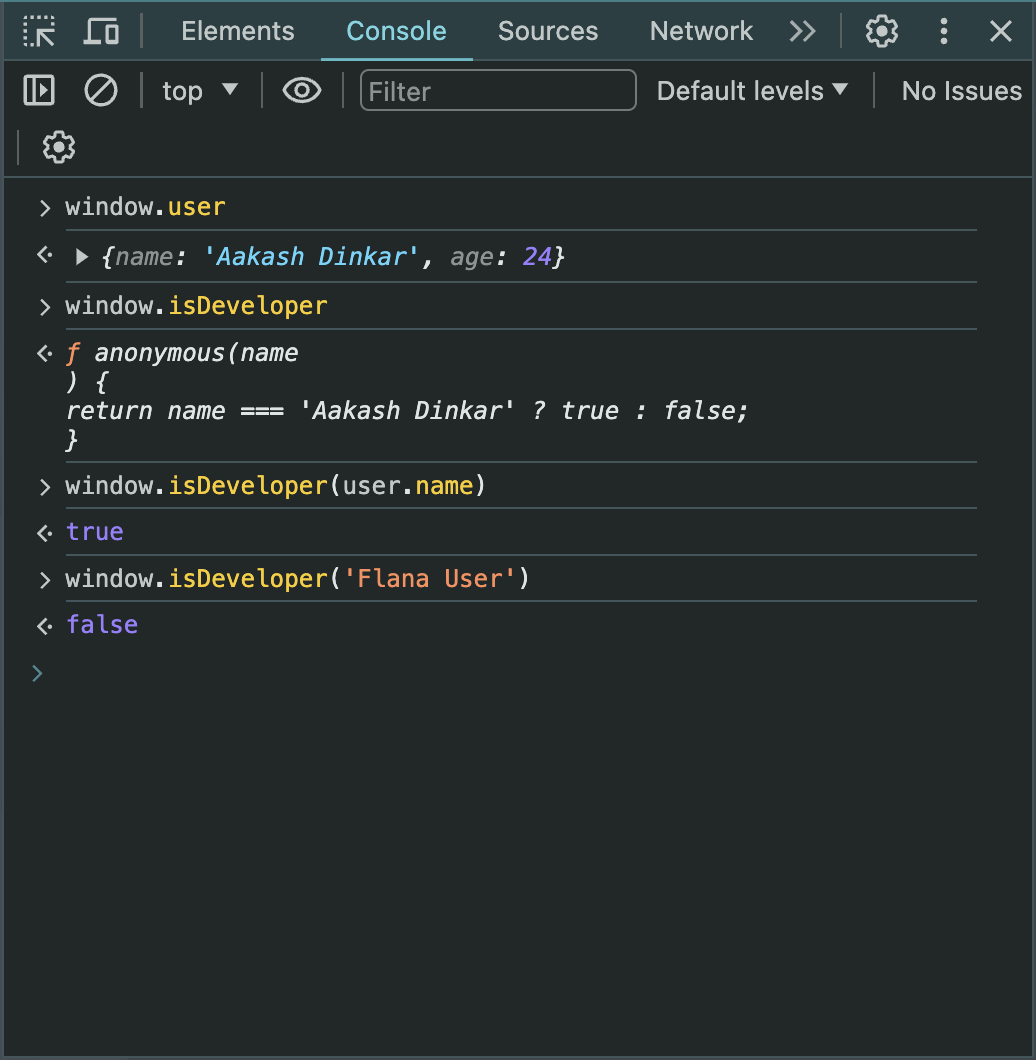 Elements Console Sources Network
top Filter Default levels No Issues
window.user
{name: 'Aakash Dinkar', age: 24}
window.isDeveloper
ƒ anonymous(name
) {
return name === 'Aakash Dinkar' ? true : false;
}
window.isDeveloper(user.name)
true
window.isDeveloper('Flana User')
false